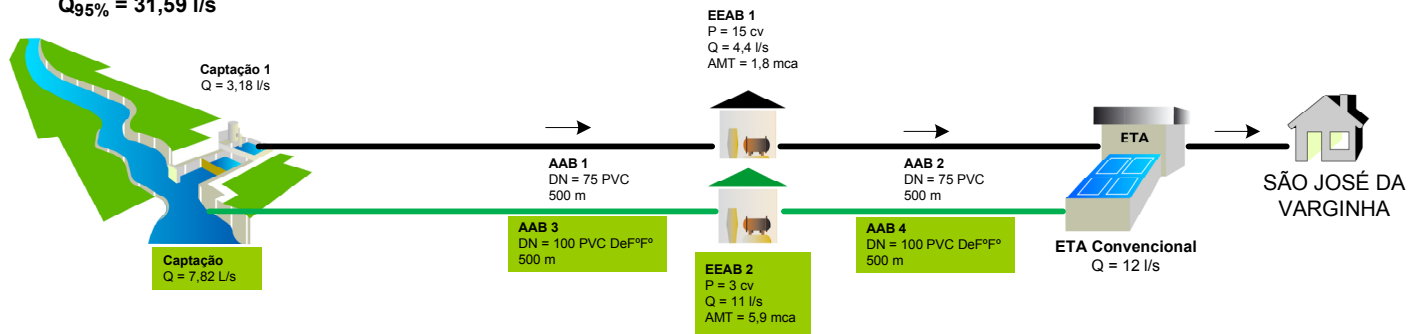 Q95% = 31,59 l/s
EEAB 1
P = 15 cv
Q = 4,4 l/s
AMT = 1,8 mca
Captação 1
Q = 3,18 l/s
ETA
AAB 1
DN = 75 PVC
500 m
AAB 2
DN = 75 PVC
500 m
SÃO JOSÉ DA
VARGINHA
AAB 3
DN = 100 PVC DeFºFº
500 m
AAB 4
DN = 100 PVC DeFºFº
500 m
ETA Convencional
Q = 12 l/s
Captação
Q = 7,82 L/s
EEAB 2
P = 3 cv
Q = 11 l/s
AMT = 5,9 mca